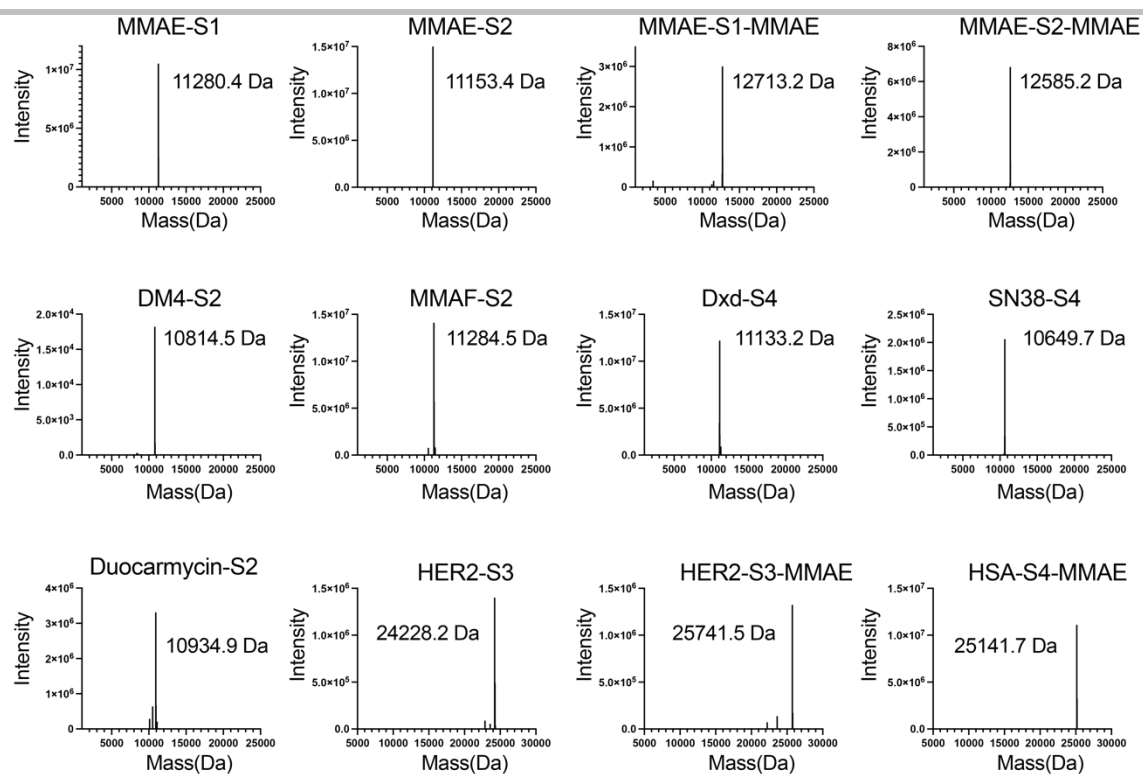 MMAE-S1 MMAE-S2 MMAE-S1-MMAE MMAE-S2-MMAE
Intensity
1×10⁷
5×10⁶
0
11280.4 Da
5000 10000 15000 20000 25000
Mass(Da)
Intensity
1.5×10⁷
1.0×10⁷
5.0×10⁶
0.0
11153.4 Da
5000 10000 15000 20000 25000
Mass(Da)
Intensity
3×10⁶
2×10⁶
1×10⁶
0
12713.2 Da
5000 10000 15000 20000 25000
Mass(Da)
Intensity
8×10⁶
6×10⁶
4×10⁶
2×10⁶
0
12585.2 Da
5000 10000 15000 20000 25000
Mass(Da)
DM4-S2 MMAF-S2 Dxd-S4 SN38-S4
Intensity
2.0×10⁴
1.5×10⁴
1.0×10⁴
5.0×10³
0.0
10814.5 Da
5000 10000 15000 20000 25000
Mass(Da)
Intensity
1.5×10⁷
1.0×10⁷
5.0×10⁶
0.0
11284.5 Da
5000 10000 15000 20000 25000
Mass(Da)
Intensity
1.5×10⁷
1.0×10⁷
5.0×10⁶
0.0
11133.2 Da
5000 10000 15000 20000 25000
Mass(Da)
Intensity
2.5×10⁶
2.0×10⁶
1.5×10⁶
1.0×10⁶
5.0×10⁵
0.0
10649.7 Da
5000 10000 15000 20000 25000
Mass(Da)
Duocarmycin-S2 HER2-S3 HER2-S3-MMAE HSA-S4-MMAE
Intensity
4×10⁶
3×10⁶
2×10⁶
1×10⁶
0
10934.9 Da
5000 10000 15000 20000 25000
Mass(Da)
Intensity
1.5×10⁶
1.0×10⁶
5.0×10⁵
0.0
24228.2 Da
5000 10000 15000 20000 25000 30000
Mass(Da)
Intensity
1.5×10⁶
1.0×10⁶
5.0×10⁵
0.0
25741.5 Da
5000 10000 15000 20000 25000 30000
Mass(Da)
Intensity
1.5×10⁷
1.0×10⁷
5.0×10⁶
0.0
25141.7 Da
5000 10000 15000 20000 25000 30000
Mass(Da)